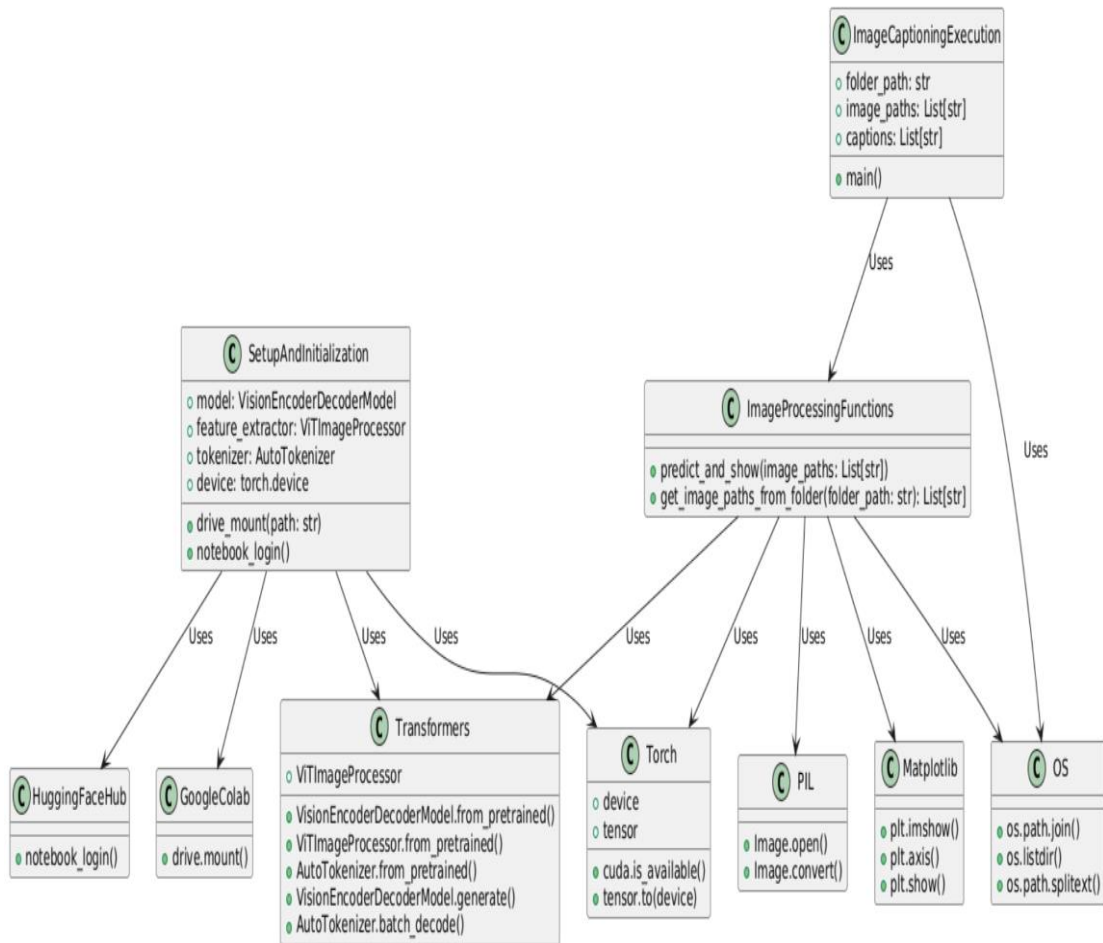 C ImageCaptioningExecution
folder_path: str
image_paths: List[str]
captions: List[str]
main()
Uses
Uses
C SetupAndInitialization
model: VisionEncoderDecoderModel
feature_extractor: ViTImageProcessor
tokenizer: AutoTokenizer
device: torch.device
drive_mount(path: str)
notebook_login()
C ImageProcessingFunctions
predict_and_show(image_paths: List[str])
get_image_paths_from_folder(folder_path: str): List[str]
Uses
Uses
Uses
Uses
Uses
Uses
Uses
Uses
Uses
C HuggingFaceHub
notebook_login()
C GoogleColab
drive.mount()
C Transformers
ViTImageProcessor
VisionEncoderDecoderModel.from_pretrained()
ViTImageProcessor.from_pretrained()
AutoTokenizer.from_pretrained()
VisionEncoderDecoderModel.generate()
AutoTokenizer.batch_decode()
C Torch
device
tensor
cuda.is_available()
tensor.to(device)
C PIL
Image.open()
Image.convert()
C Matplotlib
plt.imshow()
plt.axis()
plt.show()
C OS
os.path.join()
os.listdir()
os.path.splitext()